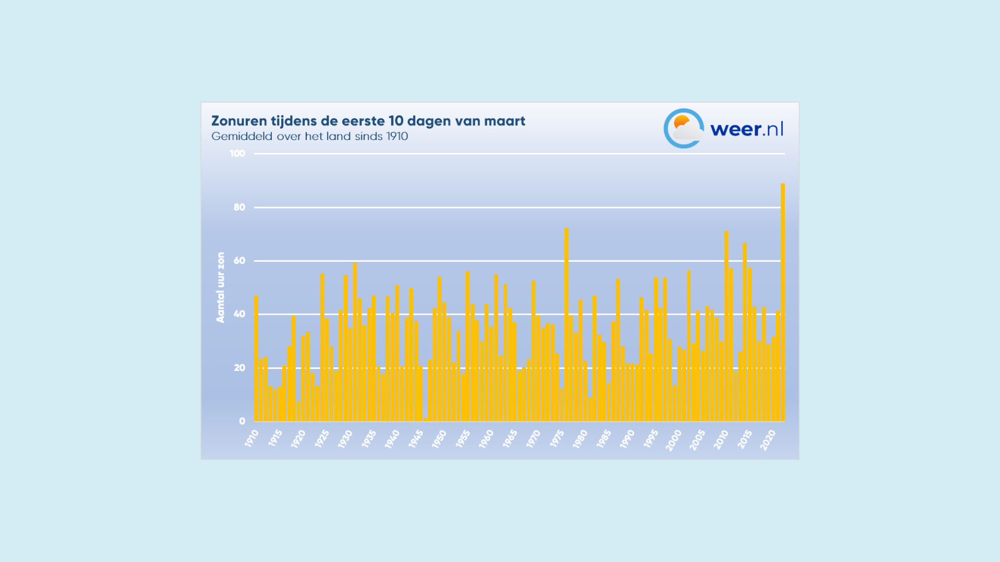 Zonuren tijdens de eerste 10 dagen van maart
Gemiddeld over het land sinds 1910
weer.nl
Aantal uur zon
100
80
60
40
20
0
1910 1915 1920 1925 1930 1935 1940 1945 1950 1955 1960 1965 1970 1975 1980 1985 1990 1995 2000 2005 2010 2015 2020